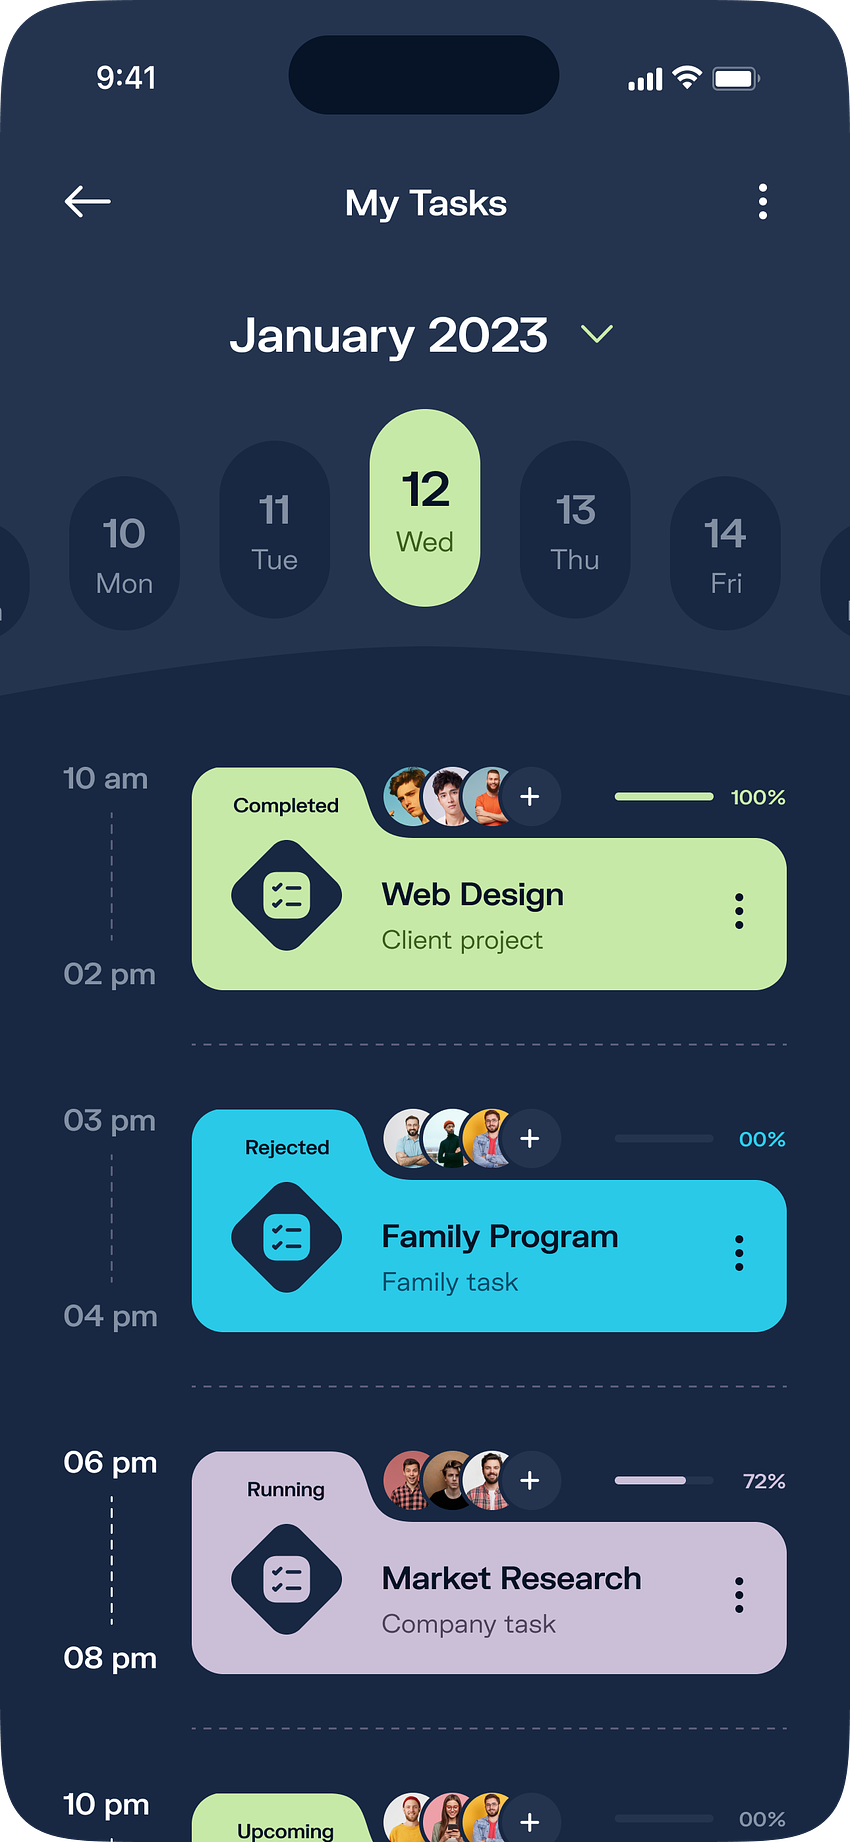 9:41
My Tasks
January 2023
10
Mon
11
Tue
12
Wed
13
Thu
14
Fri
10 am
Completed
100%
Web Design
Client project
02 pm
03 pm
Rejected
00%
Family Program
Family task
04 pm
06 pm
Running
72%
Market Research
Company task
08 pm
10 pm
Upcoming
00%